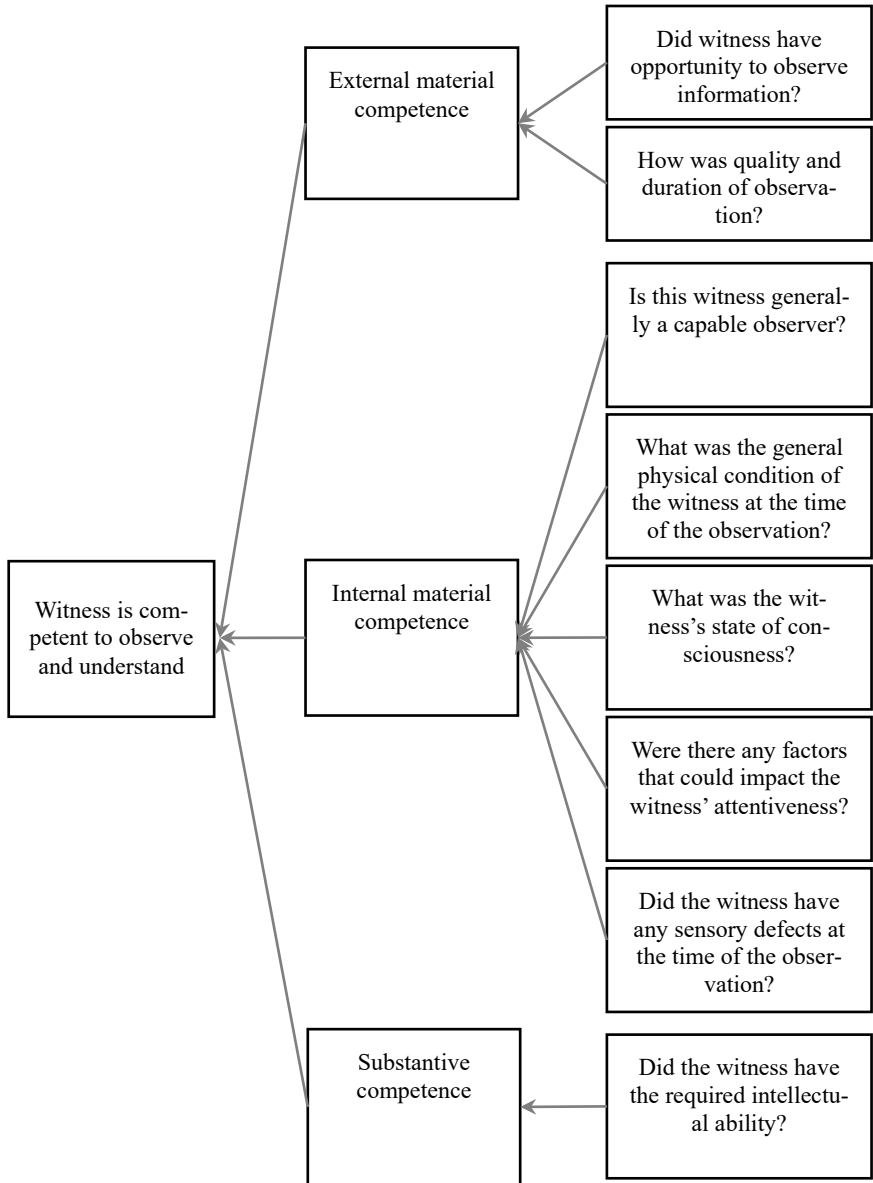 External material
competence
Did witness have
opportunity to observe
information?
How was quality and
duration of observa-
tion?
Witness is com-
petent to observe
and understand
Internal material
competence
Is this witness general-
ly a capable observer?
What was the general
physical condition of
the witness at the time
of the observation?
What was the wit-
ness’s state of con-
sciousness?
Were there any factors
that could impact the
witness’ attentiveness?
Did the witness have
any sensory defects at
the time of the obser-
vation?
Substantive
competence
Did the witness have
the required intellectu-
al ability?